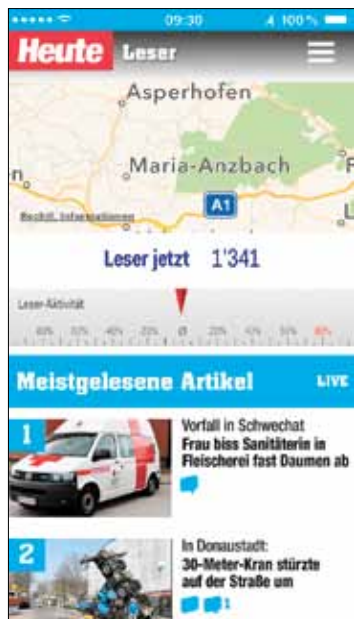 09:30
100%
Heute Leser
Asperhofen
Maria-Anzbach
A1
Leser jetzt 1'341
Leser-Aktivität
Meistgelesene Artikel LIVE
1
Vorfall in Schwechat
Frau biss Sanitäterin in
Fleischerei fast Daumen ab
2
In Donaustadt:
30-Meter-Kran stürzte
auf der Straße um
1